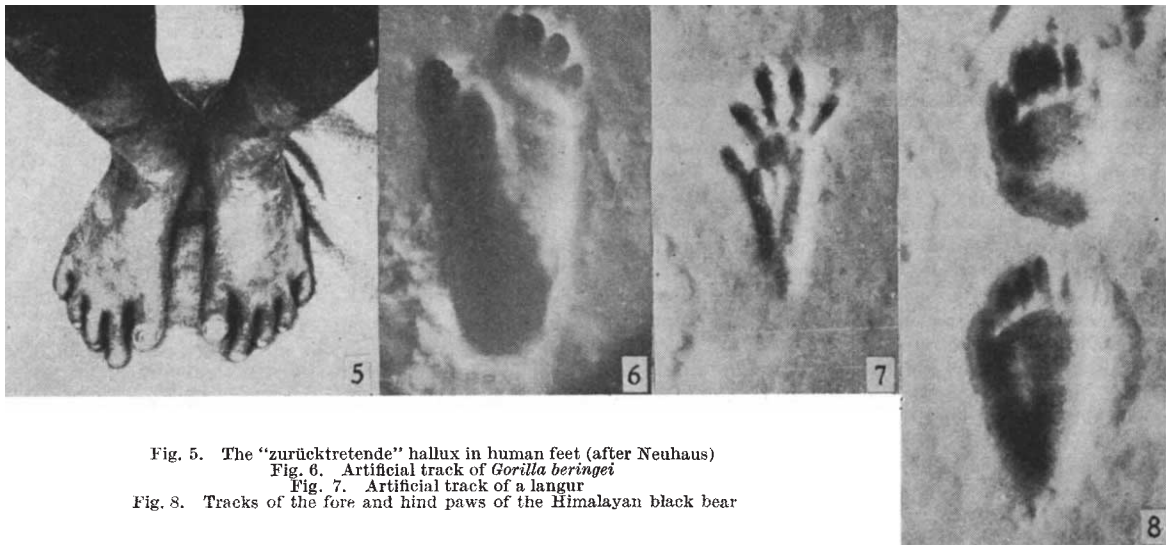 5
6
7
8
Fig. 5. The "zurücktretende" hallux in human feet (after Neuhaus)
Fig. 6. Artificial track of Gorilla beringei
Fig. 7. Artificial track of a langur
Fig. 8. Tracks of the fore and hind paws of the Himalayan black bear